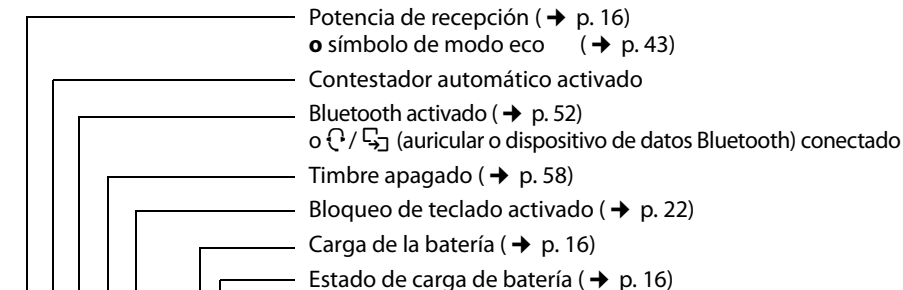 Potencia de recepción ( ➔ p. 16)
o símbolo de modo eco ( ➔ p. 43)
Contestador automático activado
Bluetooth activado ( ➔ p. 52)
o / (auricular o dispositivo de datos Bluetooth) conectado
Timbre apagado ( ➔ p. 58)
Bloqueo de teclado activado ( ➔ p. 22)
Carga de la batería ( ➔ p. 16)
Estado de carga de batería ( ➔ p. 16)